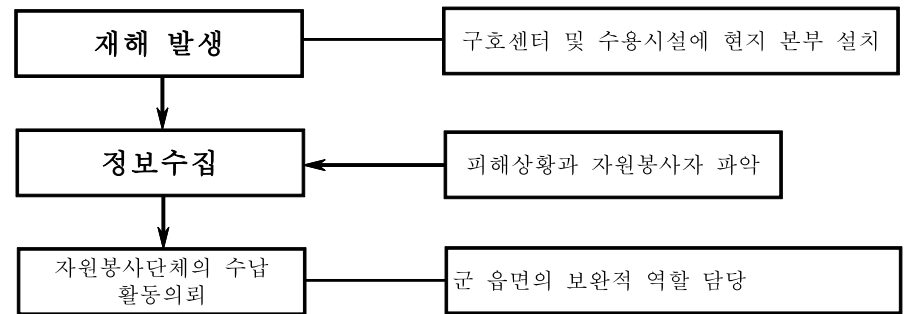 재해 발생
구호센터 및 수용시설에 현지 본부 설치
정보수집
피해상황과 자원봉사자 파악
자원봉사단체의 수납
활동의뢰
군 읍면의 보완적 역할 담당